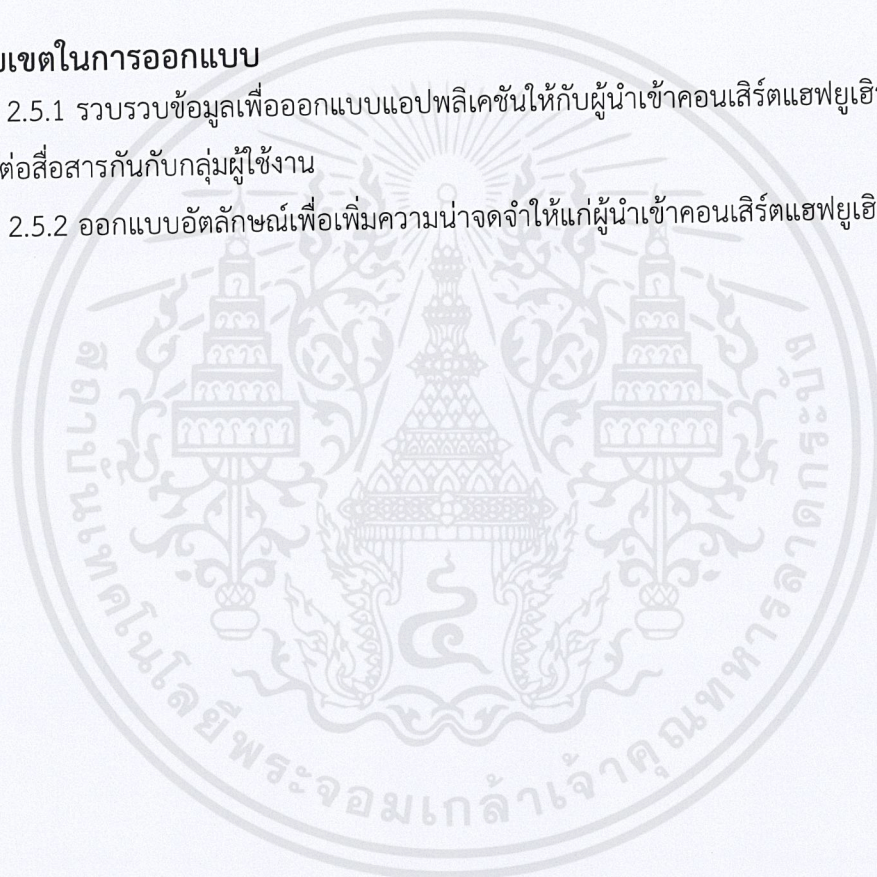 บเขตในการออกแบบ
2.5.1 รวบรวบข้อมูลเพื่อออกแบบแอปพลิเคชันให้กับผู้นำเข้าคอนเสิร์ตแฮฟยูเฮิ
ต่อสื่อสารกันกับกลุ่มผู้ใช้งาน
2.5.2 ออกแบบอัตลักษณ์เพื่อเพิ่มความน่าจดจำให้แก่ผู้นำเข้าคอนเสิร์ตแฮฟยูเฮิ
สถาบันเทคโนโลยีพระจอมเกล้าเจ้าคุณทหารลาดกระบัง